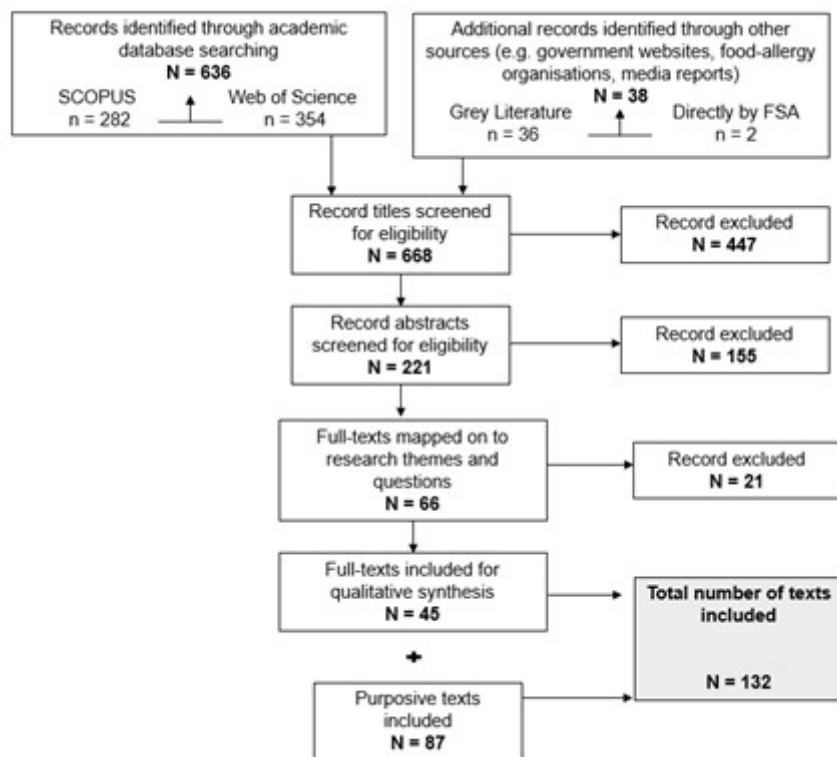 Records identified through academic
database searching
N = 636
SCOPUS
n = 282
Web of Science
n = 354
Additional records identified through other
sources (e.g. government websites, food-allergy
organisations, media reports)
N = 38
Grey Literature
n = 36
Directly by FSA
n = 2
Record titles screened
for eligibility
N = 668
Record excluded
N = 447
Record abstracts
screened for eligibility
N = 221
Record excluded
N = 155
Full-texts mapped on to
research themes and
questions
N = 66
Record excluded
N = 21
Full-texts included for
qualitative synthesis
N = 45
+
Purposive texts
included
N = 87
Total number of texts
included
N = 132